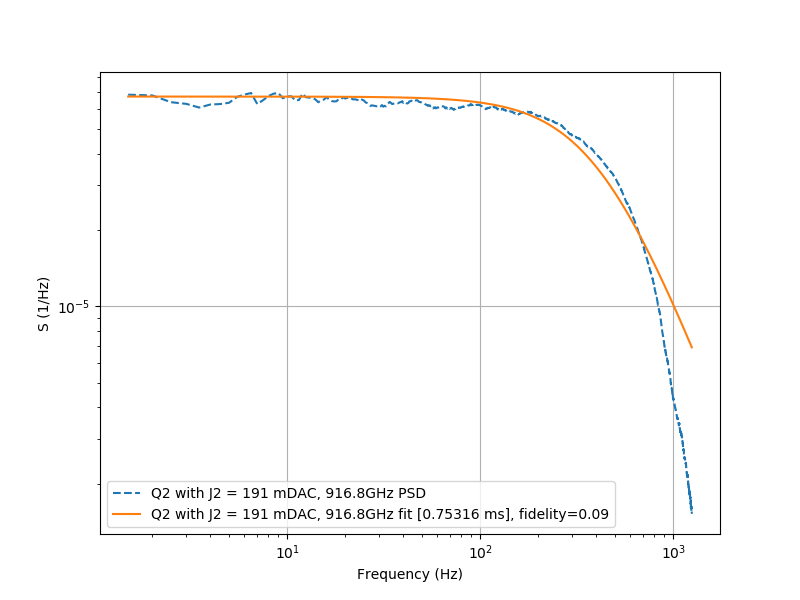 10⁻⁵
S (1/Hz)
Q2 with J2 = 191 mDAC, 916.8GHz PSD
Q2 with J2 = 191 mDAC, 916.8GHz fit [0.75316 ms], fidelity=0.09
10¹ 10² 10³
Frequency (Hz)